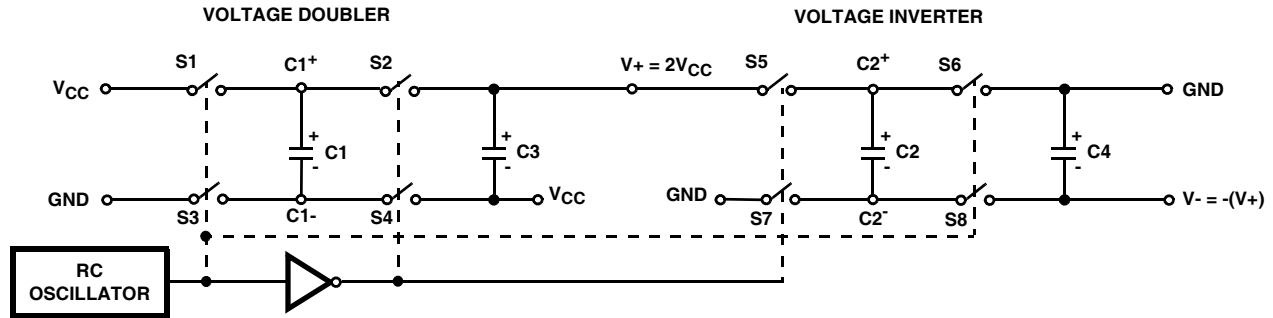 VOLTAGE DOUBLER
VOLTAGE INVERTER
S1
C1+
S2
V+ = 2VCC
S5
C2+
S6
VCC
GND
+
C1
-
+
C3
-
+
C2
-
+
C4
-
GND
S3
C1-
S4
VCC
GND
S7
C2-
S8
V- = -(V+)
RC
OSCILLATOR